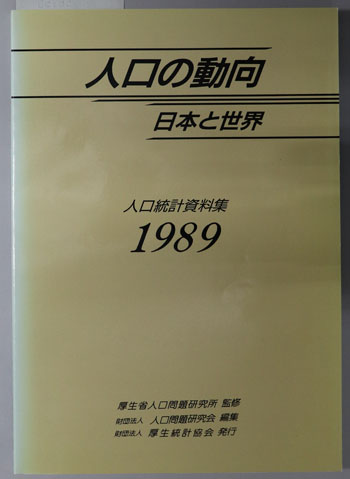 人口の動向
日本と世界
人口統計資料集
1989
厚生省人口問題研究所 監修
財団法人 人口問題研究会 編集
財団法人 厚生統計協会 発行